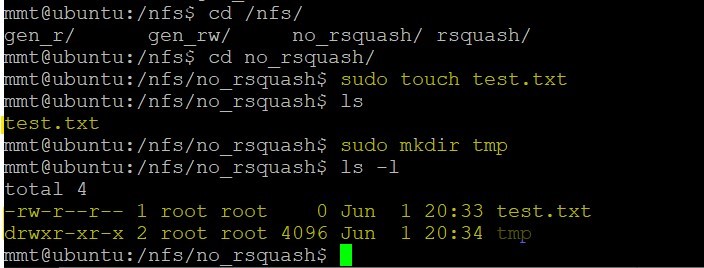 mmt@ubuntu:/nfs$ cd /nfs/
gen_r/ gen_rw/ no_rsquash/ rsquash/
mmt@ubuntu:/nfs$ cd no_rsquash/
mmt@ubuntu:/nfs/no_rsquash$ sudo touch test.txt
mmt@ubuntu:/nfs/no_rsquash$ ls
test.txt
mmt@ubuntu:/nfs/no_rsquash$ sudo mkdir tmp
mmt@ubuntu:/nfs/no_rsquash$ ls -l
total 4
-rw-r--r-- 1 root root 0 Jun 1 20:33 test.txt
drwxr-xr-x 2 root root 4096 Jun 1 20:34 tmp
mmt@ubuntu:/nfs/no_rsquash$